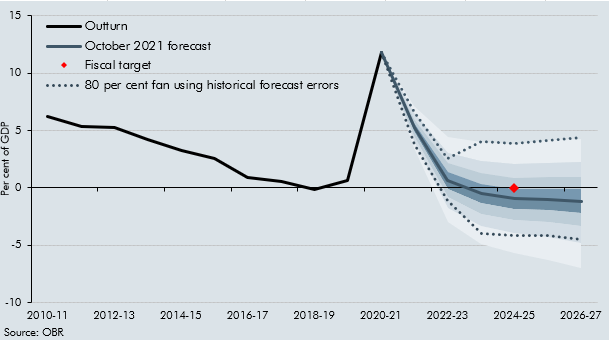 15
Outturn
October 2021 forecast
Fiscal target
80 per cent fan using historical forecast errors
10
5
0
-5
-10
Per cent of GDP
2010-11 2012-13 2014-15 2016-17 2018-19 2020-21 2022-23 2024-25 2026-27
Source: OBR